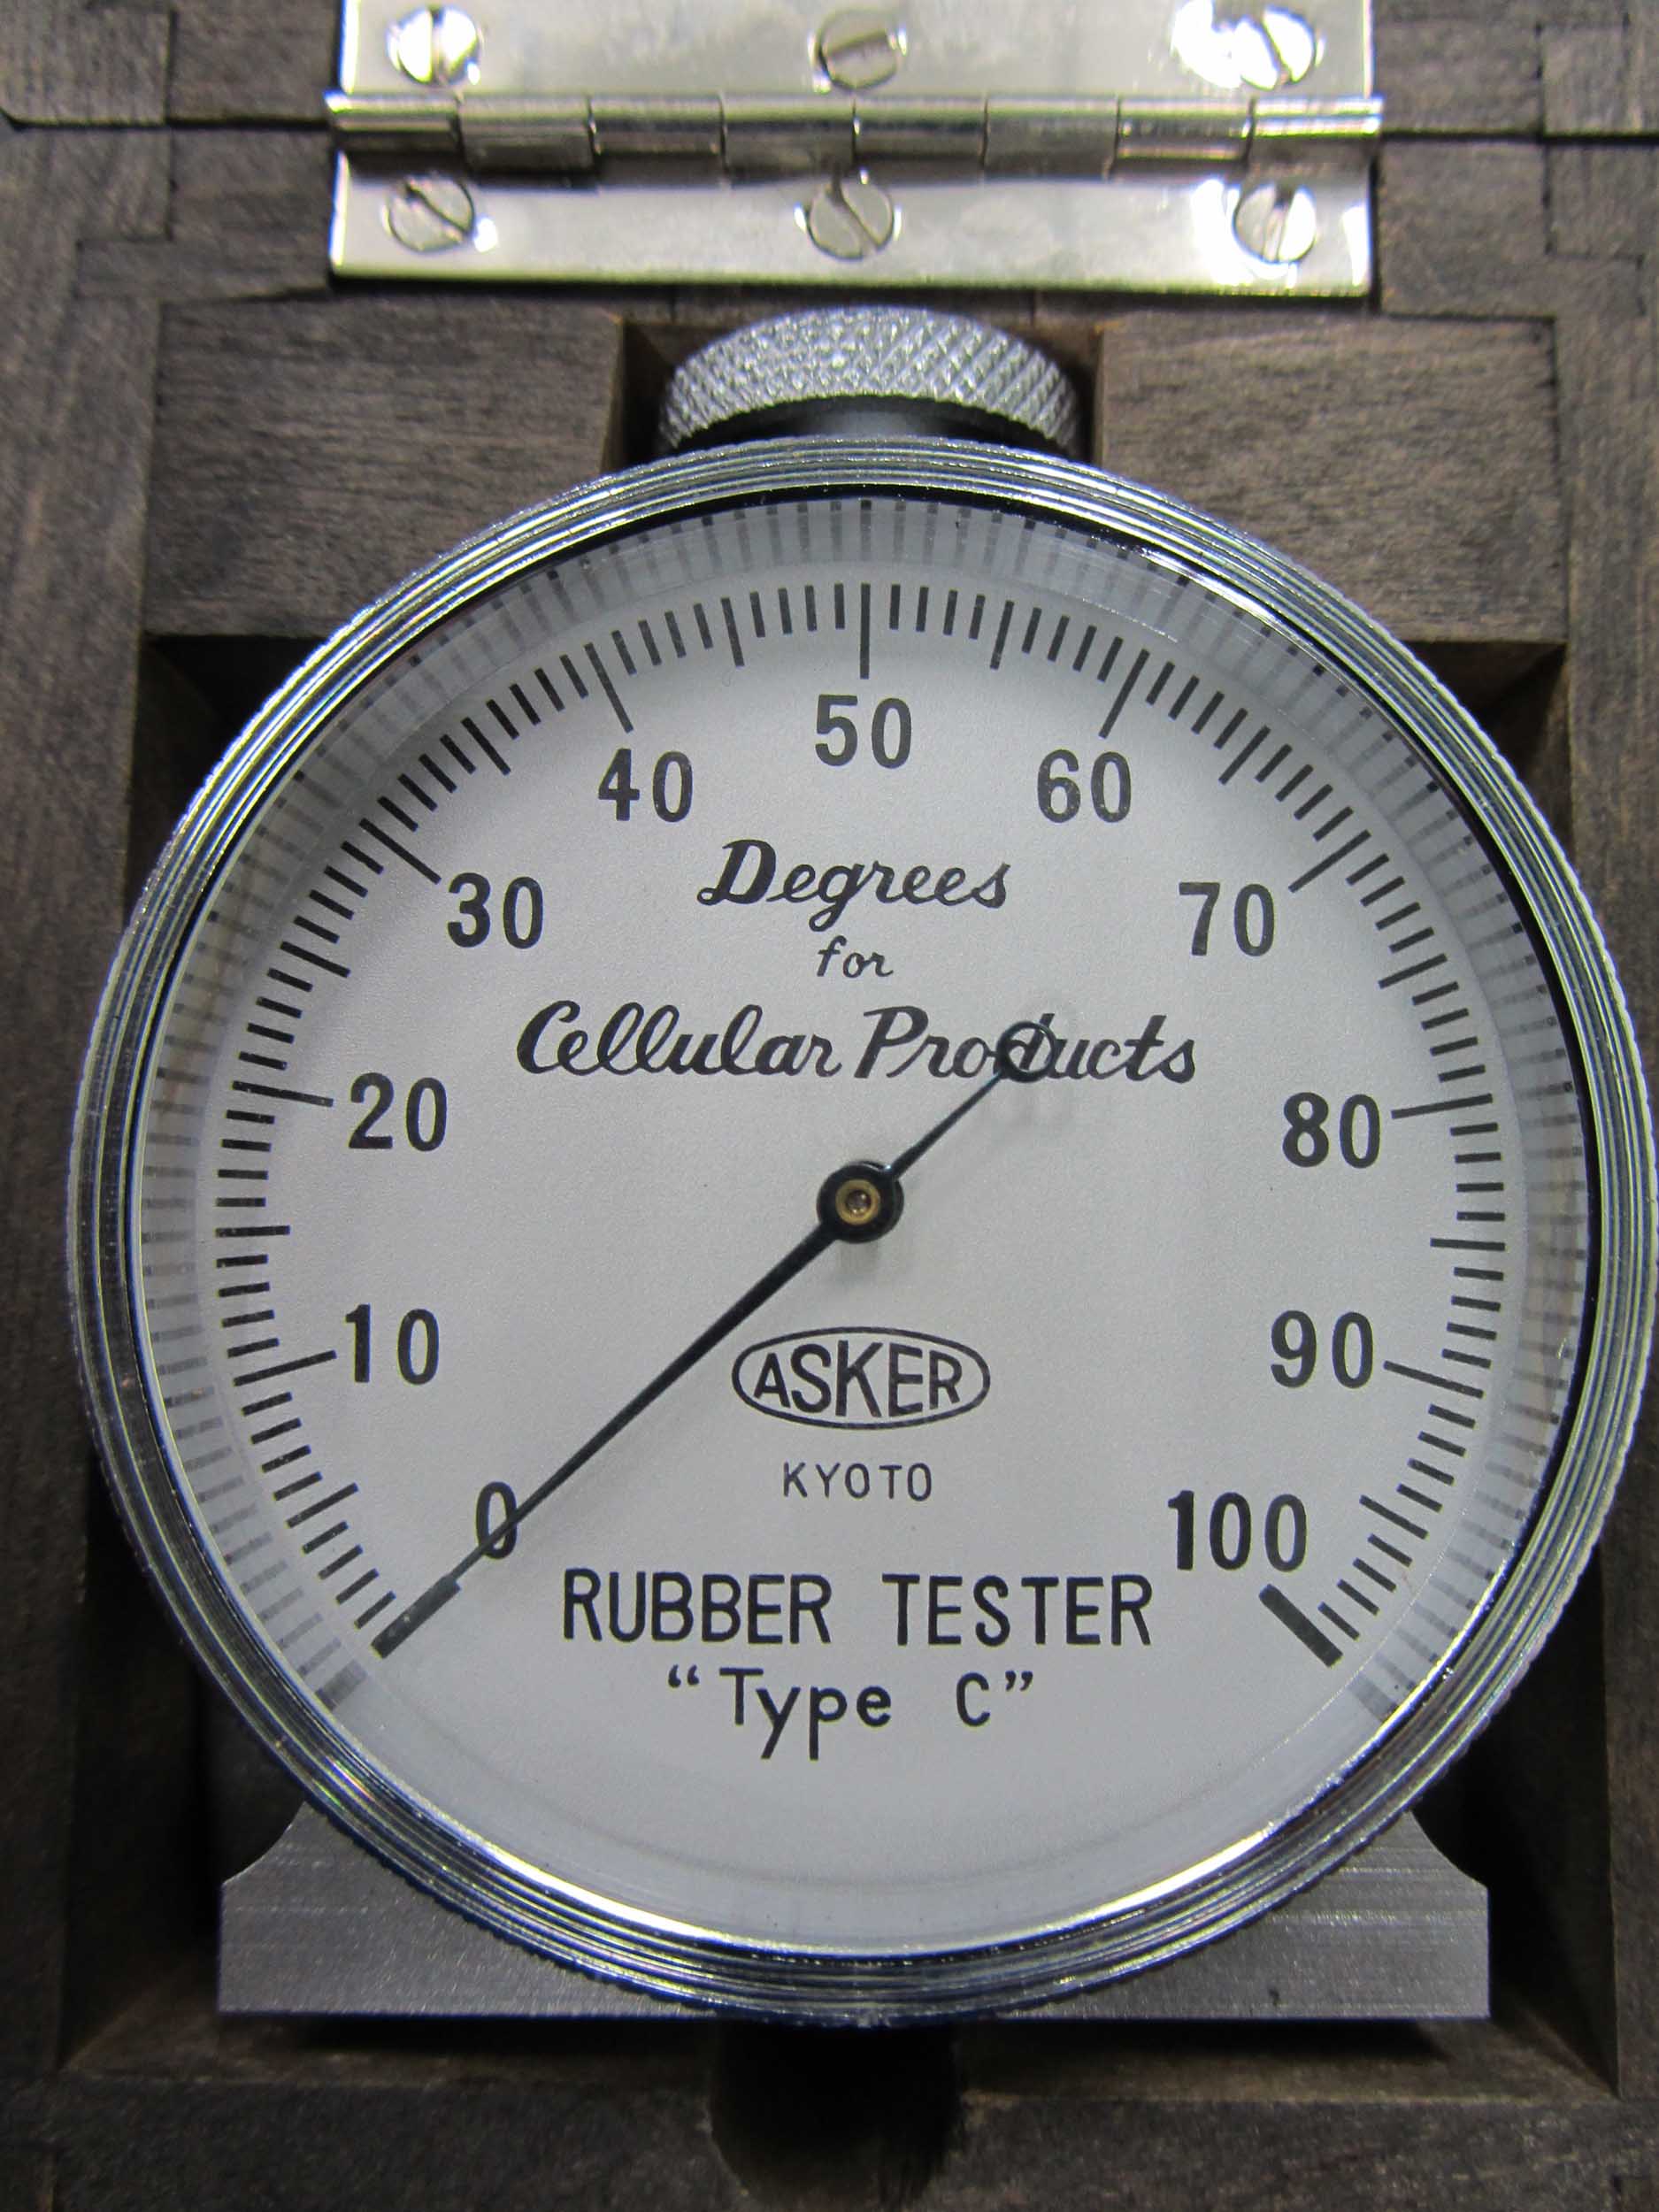 50
40 60
30 70
Degrees
for
Cellular Products
20 80
10 90
ASKER
KYOTO
0 100
RUBBER TESTER
“Type C”